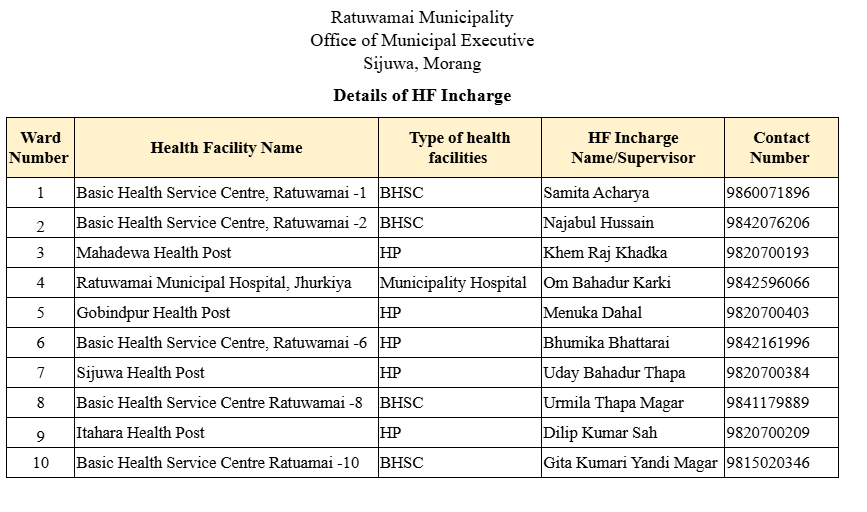 Ratuwamai Municipality
Office of Municipal Executive
Sijuwa, Morang
Details of HF Incharge
Ward Number Health Facility Name Type of health facilities HF Incharge Name/Supervisor Contact Number
1 Basic Health Service Centre, Ratuwamai -1 BHSC Samita Acharya 9860071896
2 Basic Health Service Centre, Ratuwamai -2 BHSC Najabul Hussain 9842076206
3 Mahadewa Health Post HP Khem Raj Khadka 9820700193
4 Ratuwamai Municipal Hospital, Jhurkiya Municipality Hospital Om Bahadur Karki 9842596066
5 Gobindpur Health Post HP Menuka Dahal 9820700403
6 Basic Health Service Centre, Ratuwamai -6 HP Bhumika Bhattarai 9842161996
7 Sijuwa Health Post HP Uday Bahadur Thapa 9820700384
8 Basic Health Service Centre Ratuwamai -8 BHSC Urmila Thapa Magar 9841179889
9 Itahara Health Post HP Dilip Kumar Sah 9820700209
10 Basic Health Service Centre Ratuamai -10 BHSC Gita Kumari Yandi Magar 9815020346